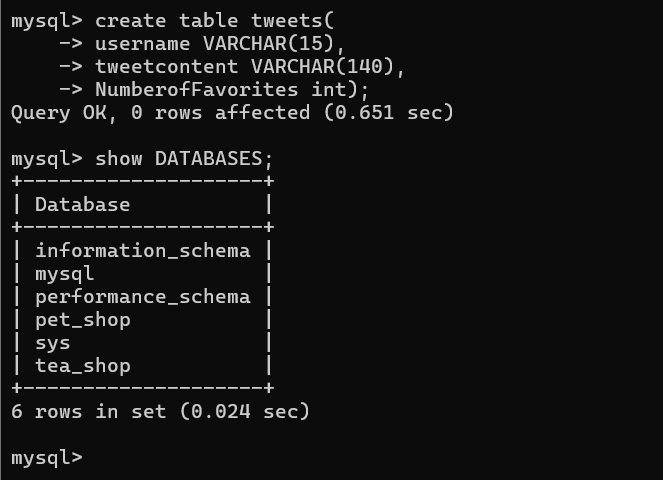 mysql> create table tweets(
    -> username VARCHAR(15),
    -> tweetcontent VARCHAR(140),
    -> NumberofFavorites int);
Query OK, 0 rows affected (0.651 sec)

mysql> show DATABASES;
+--------------------+
| Database           |
+--------------------+
| information_schema |
| mysql              |
| performance_schema |
| pet_shop           |
| sys                |
| tea_shop           |
+--------------------+
6 rows in set (0.024 sec)

mysql>